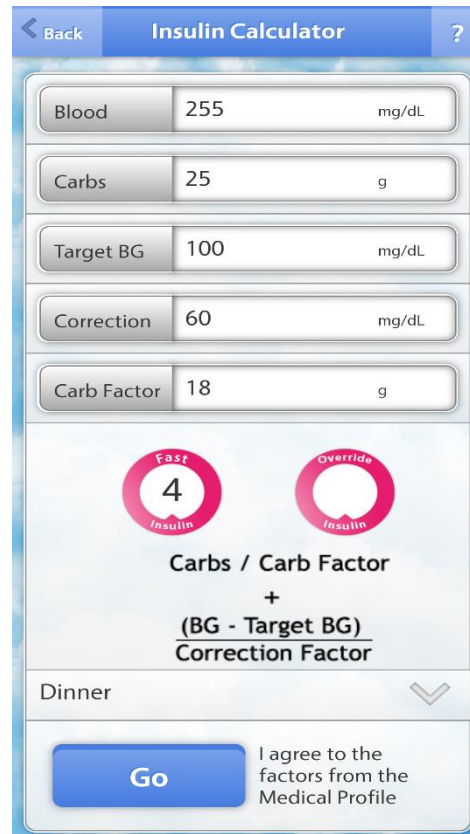 Back Insulin Calculator ?
Blood 255 mg/dL
Carbs 25 g
Target BG 100 mg/dL
Correction 60 mg/dL
Carb Factor 18 g
Fast Override
4
Insulin Insulin
Carbs / Carb Factor
+
(BG - Target BG)
Correction Factor
Dinner
I agree to the
Go factors from the
Medical Profile